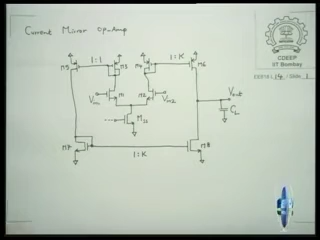 Current Mirror Op-Amp
CDEEP
IIT Bombay
1:1
1:K
M5
M3
M4
M6
Vin1
M1
M2
Vin2
Vout
CL
M11
M7
M8
1:K